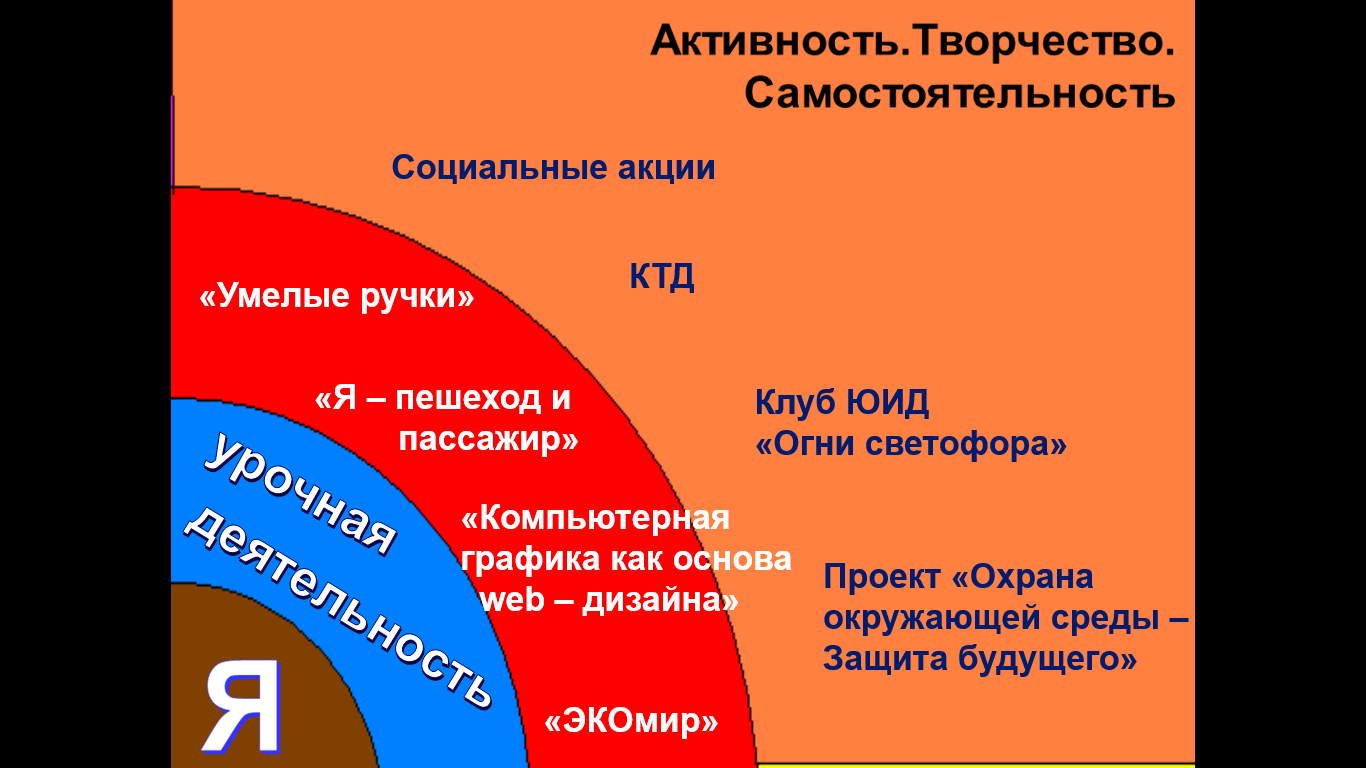 Активность.Творчество.
Самостоятельность
Социальные акции
КТД
«Умелые ручки»
«Я – пешеход и
пассажир»
Клуб ЮИД
«Огни светофора»
урочная
деятельность
«Компьютерная
графика как основа
web – дизайна»
Проект «Охрана
окружающей среды –
Защита будущего»
Я
«ЭКОмир»